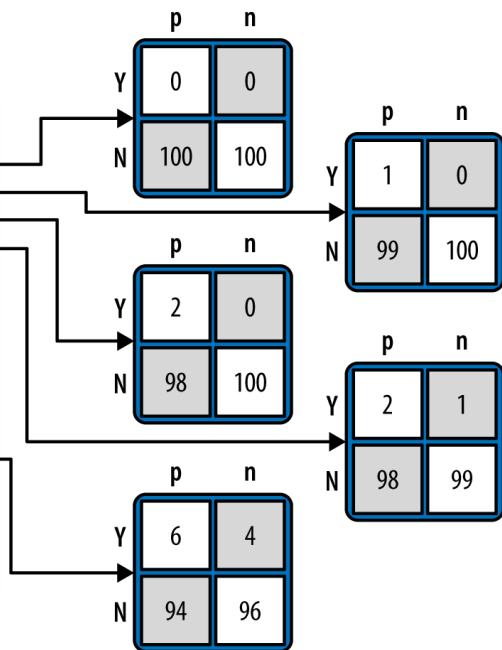 p n
Y 0 0
N 100 100
p n
Y 1 0
N 99 100
p n
Y 2 0
N 98 100
p n
Y 2 1
N 98 99
p n
Y 6 4
N 94 96